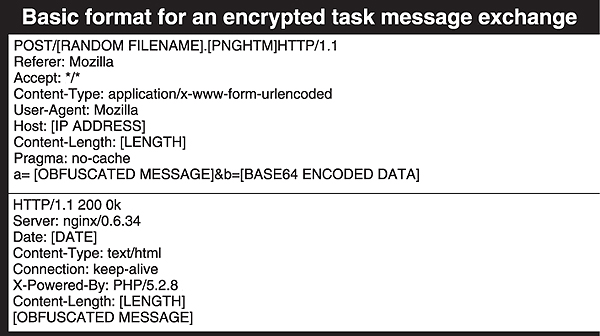 Basic format for an encrypted task message exchange
POST/[RANDOM FILENAME].[PNGHTM]HTTP/1.1
Referer: Mozilla
Accept: */*
Content-Type: application/x-www-form-urlencoded
User-Agent: Mozilla
Host: [IP ADDRESS]
Content-Length: [LENGTH]
Pragma: no-cache
a= [OBFUSCATED MESSAGE]&b=[BASE64 ENCODED DATA]
HTTP/1.1 200 0k
Server: nginx/0.6.34
Date: [DATE]
Content-Type: text/html
Connection: keep-alive
X-Powered-By: PHP/5.2.8
Content-Length: [LENGTH]
[OBFUSCATED MESSAGE]